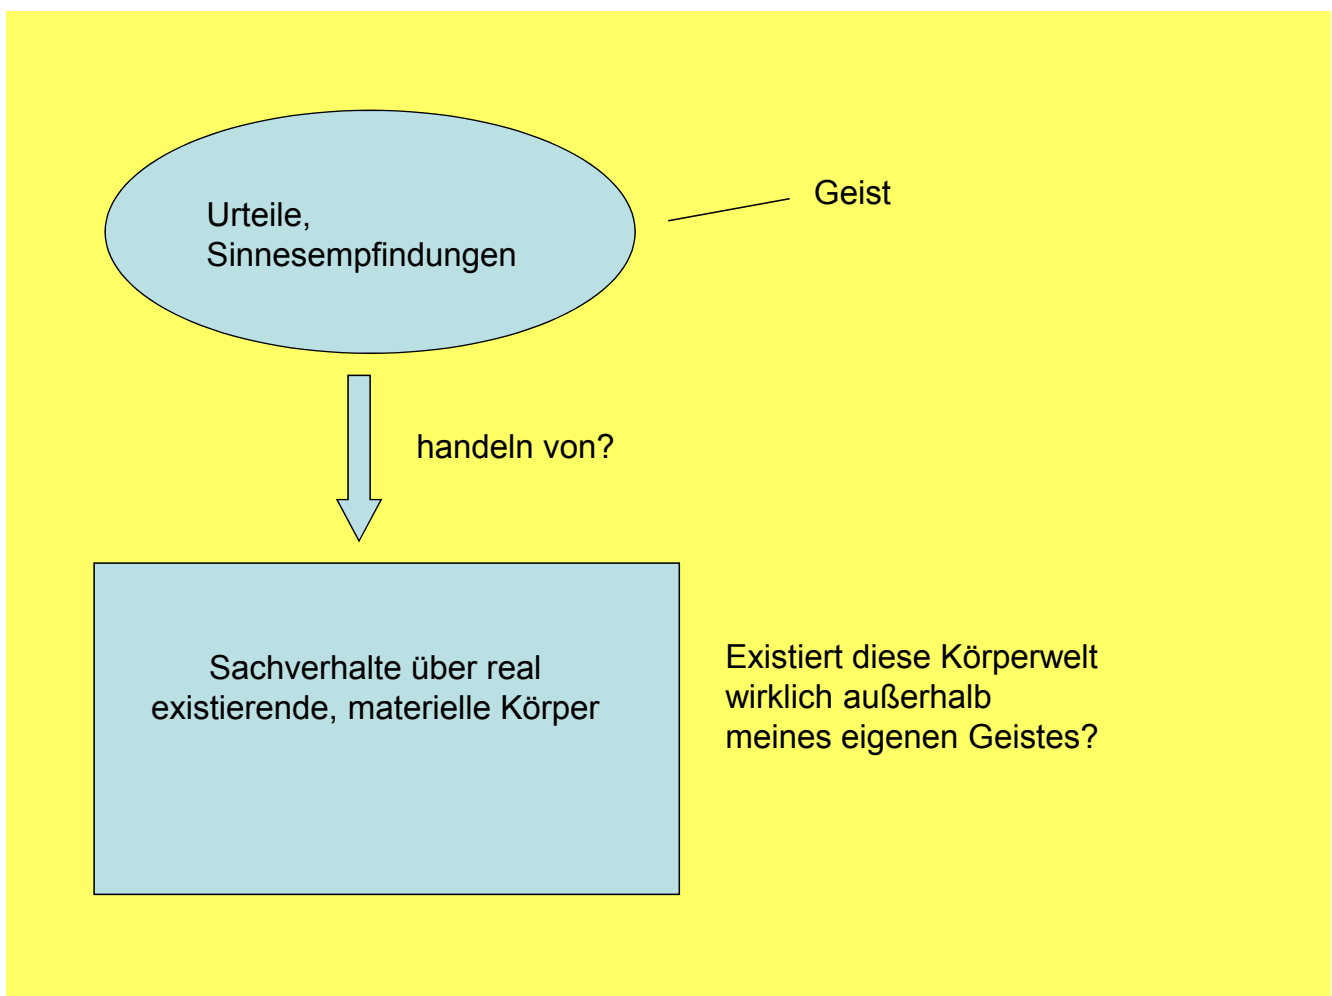 Urteile,
Sinnesempfindungen
Geist
handeln von?
Sachverhalte über real
existierende, materielle Körper
Existiert diese Körperwelt
wirklich außerhalb
meines eigenen Geistes?